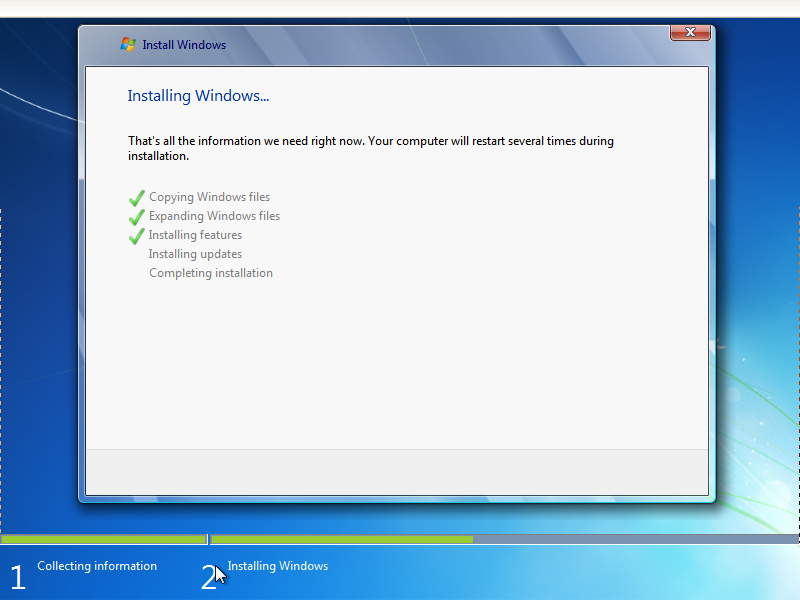 Install Windows
Installing Windows...
That's all the information we need right now. Your computer will restart several times during
installation.
Copying Windows files
Expanding Windows files
Installing features
Installing updates
Completing installation
1 Collecting information
2 Installing Windows